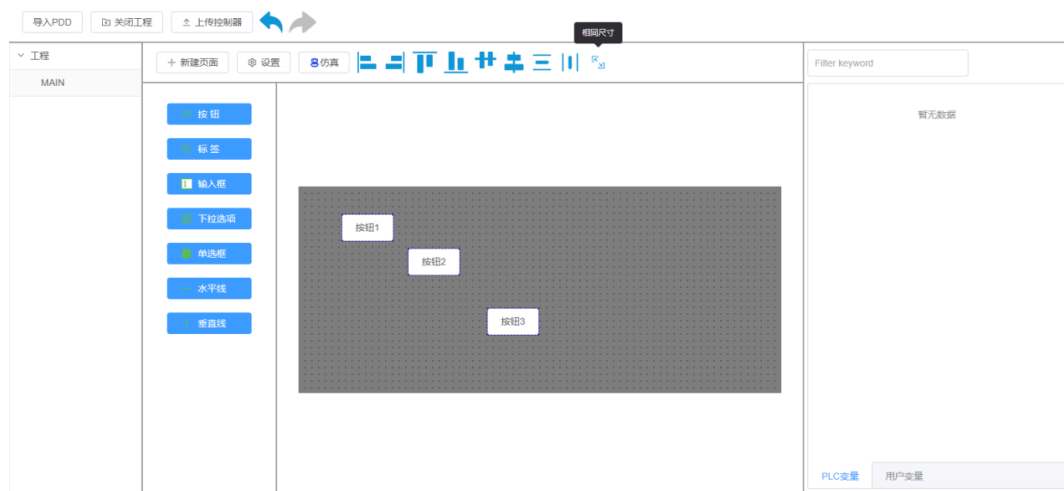 导入PDD 关闭工程 上传控制器
相同尺寸
工程
MAIN
新建页面 设置 仿真
Filter keyword
暂无数据
按钮
标签
输入框
下拉选项
单选框
水平线
垂直线
按钮1
按钮2
按钮3
PLC变量 用户变量